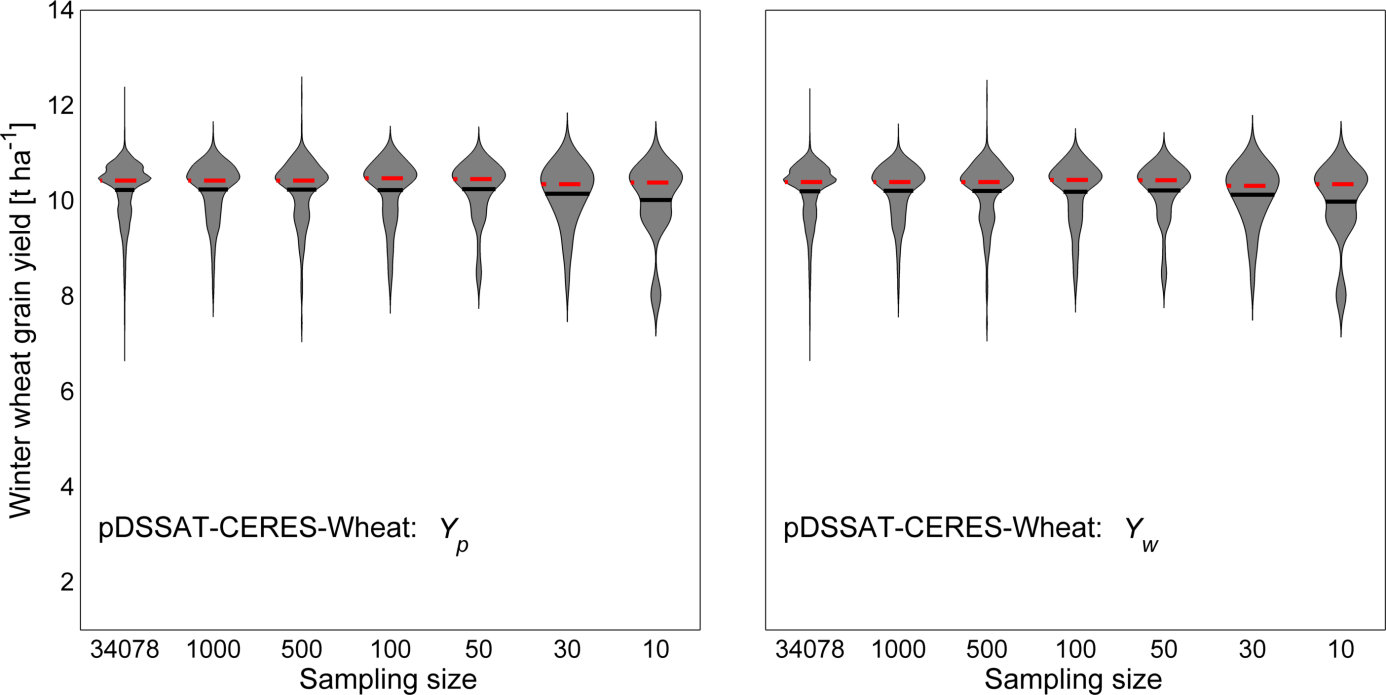 Winter wheat grain yield [t ha⁻¹]
14
12
10
8
6
4
2
pDSSAT-CERES-Wheat: Yₚ
34078 1000 500 100 50 30 10
Sampling size
pDSSAT-CERES-Wheat: Y_w
34078 1000 500 100 50 30 10
Sampling size